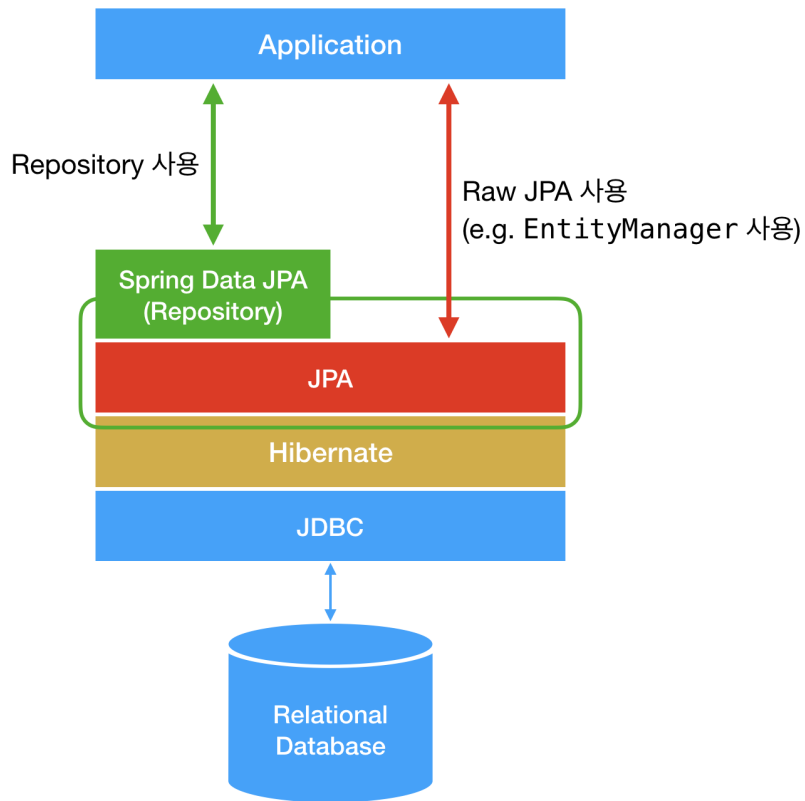 Application
Repository 사용
Raw JPA 사용
(e.g. EntityManager 사용)
Spring Data JPA
(Repository)
JPA
Hibernate
JDBC
Relational
Database